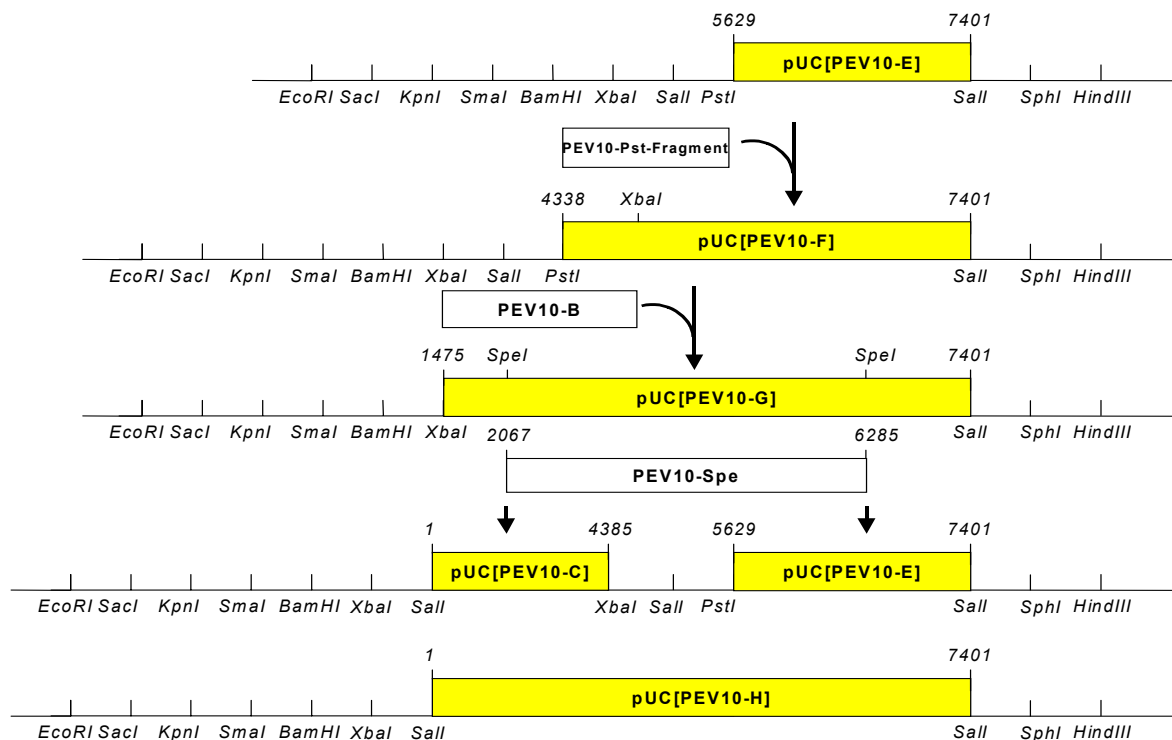 5629 7401
pUC[PEV10-E]
EcoRI SacI KpnI SmaI BamHI XbaI SalI PstI SalI SphI HindIII
PEV10-Pst-Fragment
4338 XbaI 7401
pUC[PEV10-F]
EcoRI SacI KpnI SmaI BamHI XbaI SalI PstI SalI SphI HindIII
PEV10-B
1475 SpeI SpeI 7401
pUC[PEV10-G]
EcoRI SacI KpnI SmaI BamHI XbaI SalI SphI HindIII
2067 6285
PEV10-Spe
1 4385 5629 7401
pUC[PEV10-C] pUC[PEV10-E]
EcoRI SacI KpnI SmaI BamHI XbaI SalI XbaI SalI PstI SalI SphI HindIII
1 7401
pUC[PEV10-H]
EcoRI SacI KpnI SmaI BamHI XbaI SalI SalI SphI HindIII